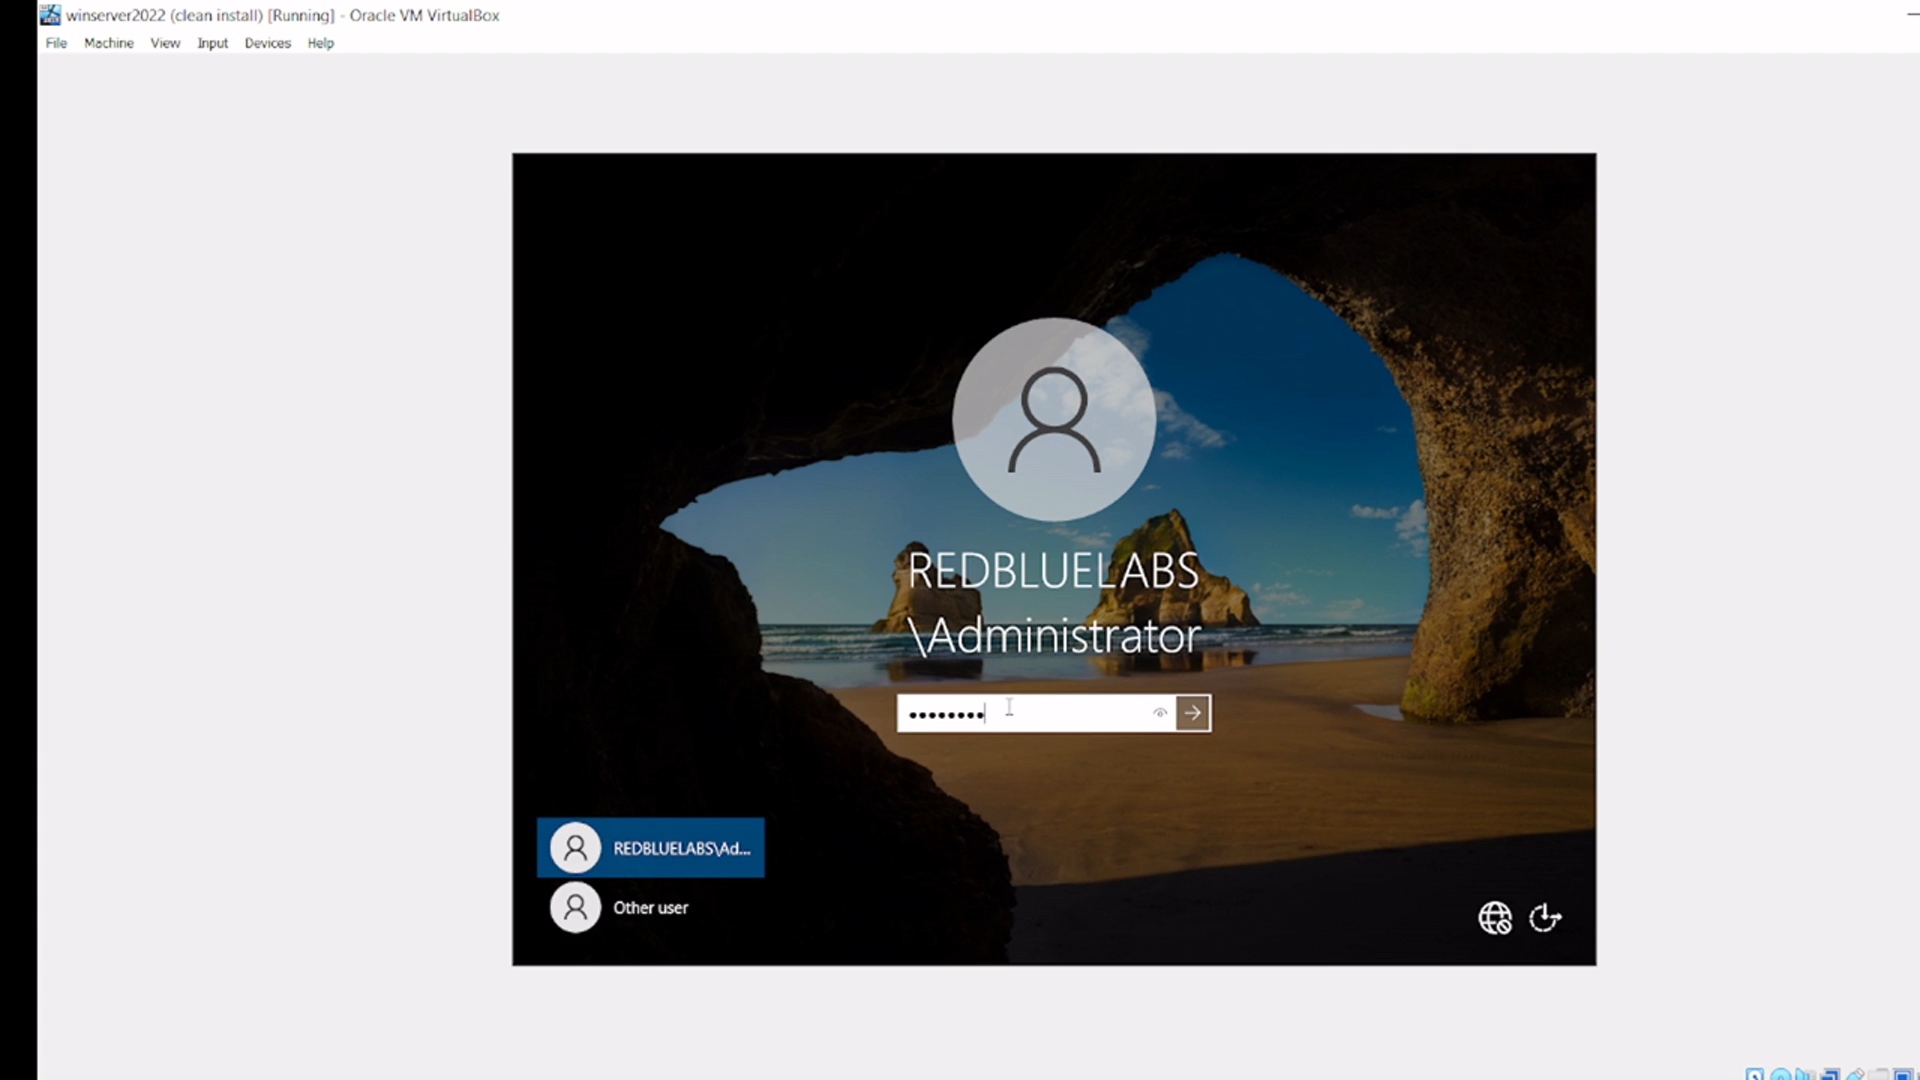 winserver2022 (clean install) [Running] - Oracle VM VirtualBox
File Machine View Input Devices Help
REDBLUELABS
\Administrator
REDBLUELABS\Ad...
Other user